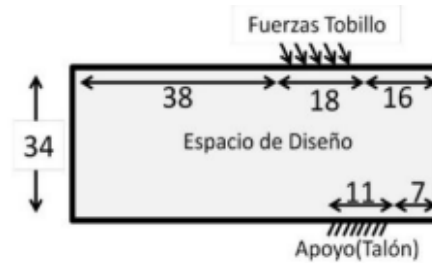 Fuerzas Tobillo
38 18 16
34
Espacio de Diseño
11 7
Apoyo(Talón)